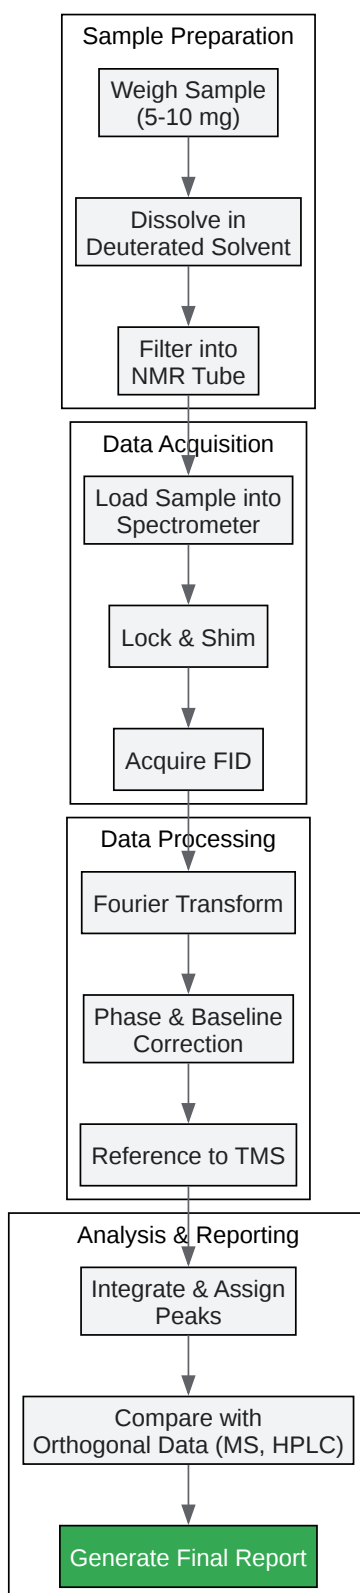 Sample Preparation
Weigh Sample
(5-10 mg)
Dissolve in
Deuterated Solvent
Filter into
NMR Tube
Data Acquisition
Load Sample into
Spectrometer
Lock & Shim
Acquire FID
Data Processing
Fourier Transform
Phase & Baseline
Correction
Reference to TMS
Analysis & Reporting
Integrate & Assign
Peaks
Compare with
Orthogonal Data (MS, HPLC)
Generate Final Report